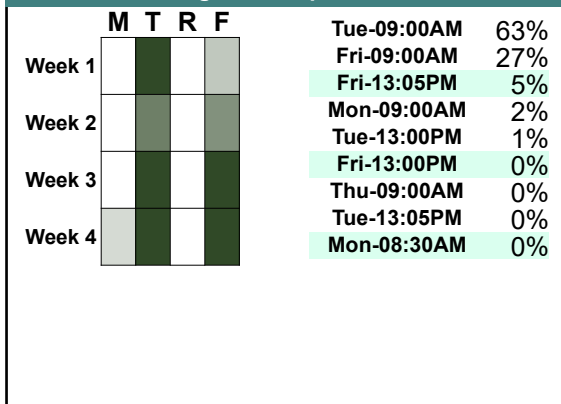 M T R F
Week 1
Week 2
Week 3
Week 4
Tue-09:00AM 63%
Fri-09:00AM 27%
Fri-13:05PM 5%
Mon-09:00AM 2%
Tue-13:00PM 1%
Fri-13:00PM 0%
Thu-09:00AM 0%
Tue-13:05PM 0%
Mon-08:30AM 0%